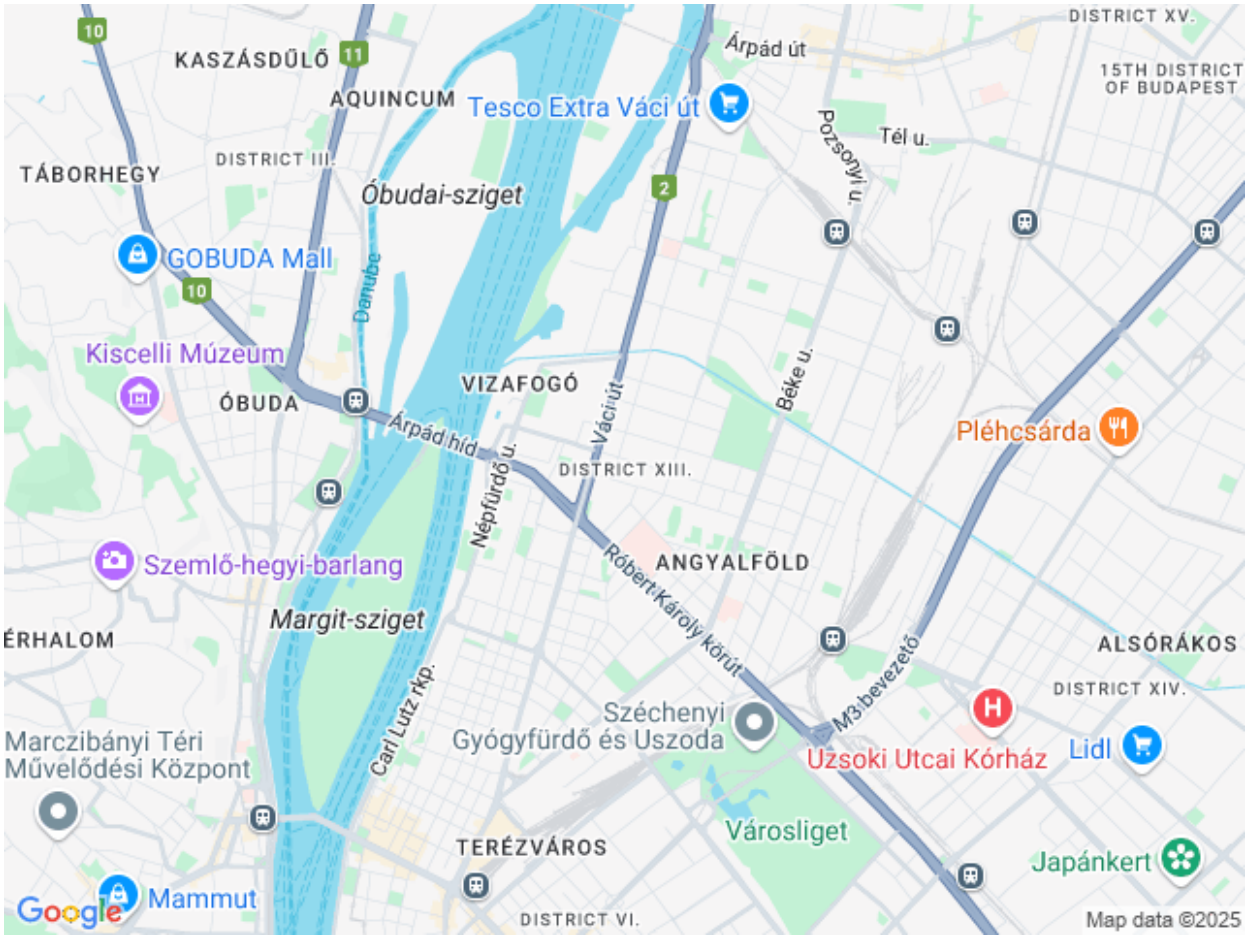 10
DISTRICT XV.
KASZÁSDŰLŐ
11
Árpád út
15TH DISTRICT
OF BUDAPEST
AQUINCUM
Tesco Extra Váci út
Pozsonyi u.
Tél u.
DISTRICT III.
TÁBORHEGY
Óbudai-sziget
2
GOBUDA Mall
10
Danube
Kiscelli Múzeum
VIZAFOGÓ
Béke u.
ÓBUDA
Váci út
Árpád híd
Pléhcsárda
DISTRICT XIII.
Népfürdő u.
Szemlő-hegyi-barlang
ANGYALFÖLD
Róbert Károly körút
Margit-sziget
ÉRHALOM
ALSÓRÁKOS
M3 bevezető
DISTRICT XIV.
Carl Lutz rkp.
Széchenyi
Gyógyfürdő és Uszoda
H
Marczibányi Téri
Művelődési Központ
Uzsoki Utcai Kórház
Lidl
Városliget
TERÉZVÁROS
Japánkert
Mammut
Google
DISTRICT VI.
Map data ©2025